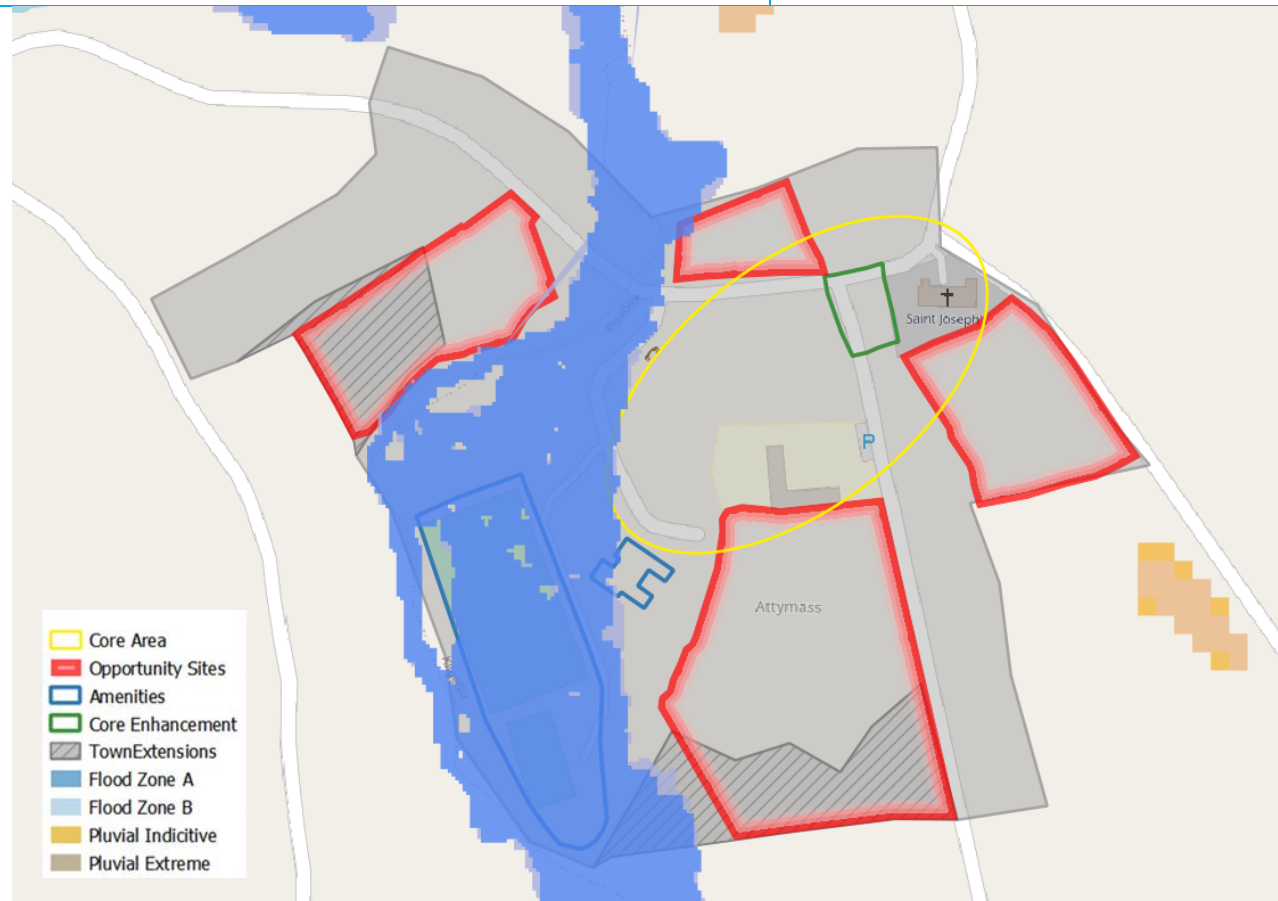 Saint Joseph
P
Attymass
Core Area
Opportunity Sites
Amenities
Core Enhancement
TownExtensions
Flood Zone A
Flood Zone B
Pluvial Indicitive
Pluvial Extreme